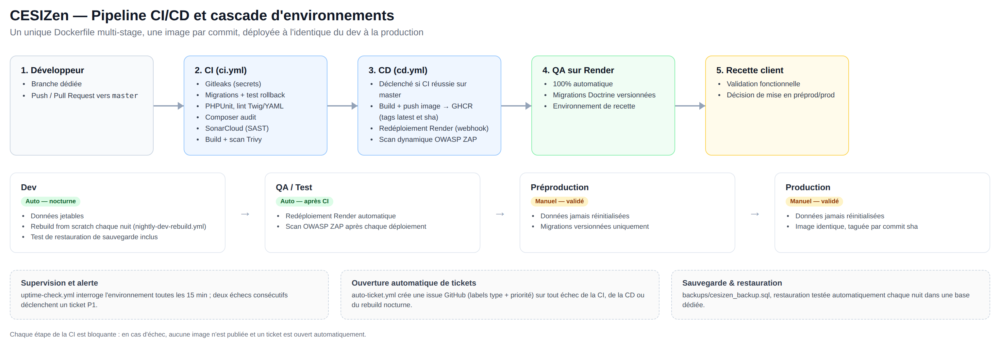 CESIZen — Pipeline CI/CD et cascade d'environnements
Un unique Dockerfile multi-stage, une image par commit, déployée à l'identique du dev à la production
1. Développeur
• Branche dédiée
• Push / Pull Request vers master
2. CI (ci.yml)
• Gitleaks (secrets)
• Migrations + test rollback
• PHPUnit, lint Twig/YAML
• Composer audit
• SonarCloud (SAST)
• Build + scan Trivy
3. CD (cd.yml)
• Déclenché si CI réussie sur
master
• Build + push image → GHCR
(tags latest et sha)
• Redéploiement Render (webhook)
• Scan dynamique OWASP ZAP
4. QA sur Render
• 100% automatique
• Migrations Doctrine versionnées
• Environnement de recette
5. Recette client
• Validation fonctionnelle
• Décision de mise en préprod/prod
Dev
Auto — nocturne
• Données jetables
• Rebuild from scratch chaque nuit (nightly-dev-rebuild.yml)
• Test de restauration de sauvegarde inclus
→
QA / Test
Auto — après CI
• Redéploiement Render automatique
• Scan OWASP ZAP après chaque déploiement
→
Préproduction
Manuel — validé
• Données jamais réinitialisées
• Migrations versionnées uniquement
→
Production
Manuel — validé
• Données jamais réinitialisées
• Image identique, taguée par commit sha
Supervision et alerte
uptime-check.yml interroge l'environnement toutes les 15 min ; deux échecs consécutifs
déclenchent un ticket P1.
Ouverture automatique de tickets
auto-ticket.yml crée une issue GitHub (labels type + priorité) sur tout échec de la CI, de la CD ou
du rebuild nocturne.
Sauvegarde & restauration
backups/cesizen_backup.sql, restauration testée automatiquement chaque nuit dans une base
dédiée.
Chaque étape de la CI est bloquante : en cas d'échec, aucune image n'est publiée et un ticket est ouvert automatiquement.